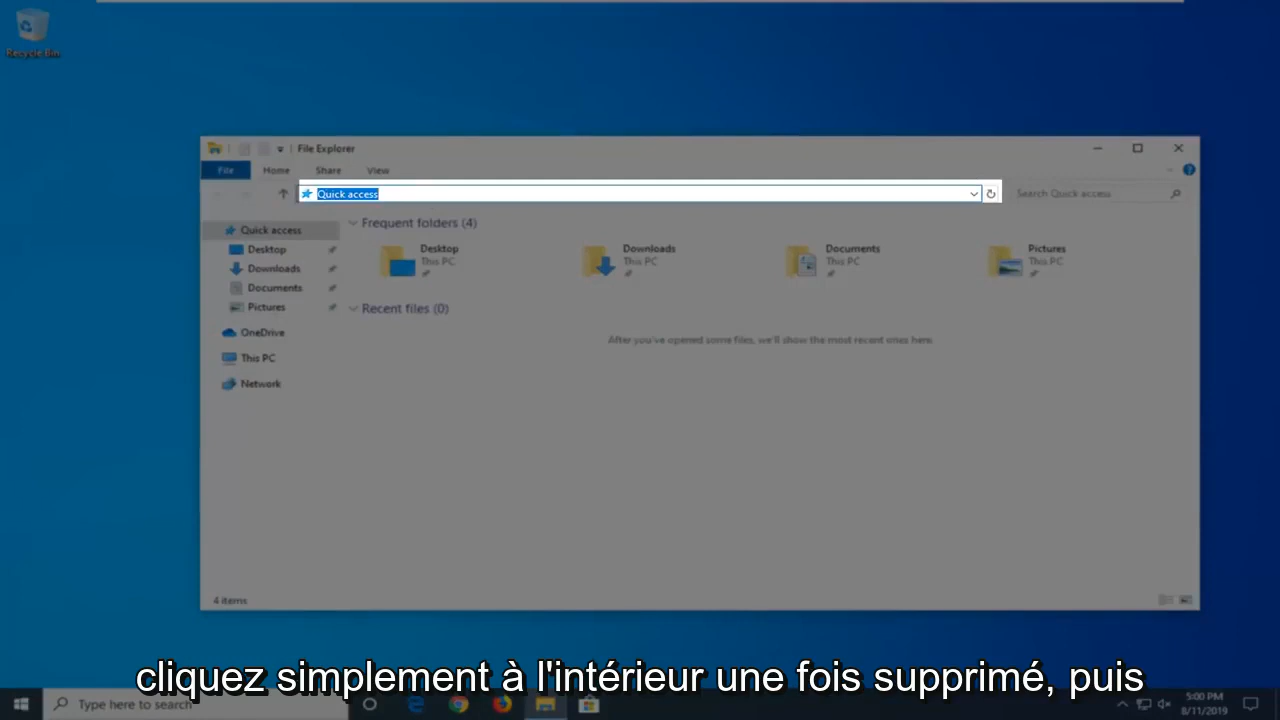 Recycle Bin
File Explorer
File Home Share View
Quick access
Search Quick access
Quick access
Desktop
Downloads
Documents
Pictures
OneDrive
This PC
Network
Frequent folders (4)
Desktop
This PC
Downloads
This PC
Documents
This PC
Pictures
This PC
Recent files (0)
After you've opened some files, we'll show the most recent ones here.
4 items
cliquez simplement à l'intérieur une fois supprimé, puis
Type here to search
5:00 PM
8/11/2019